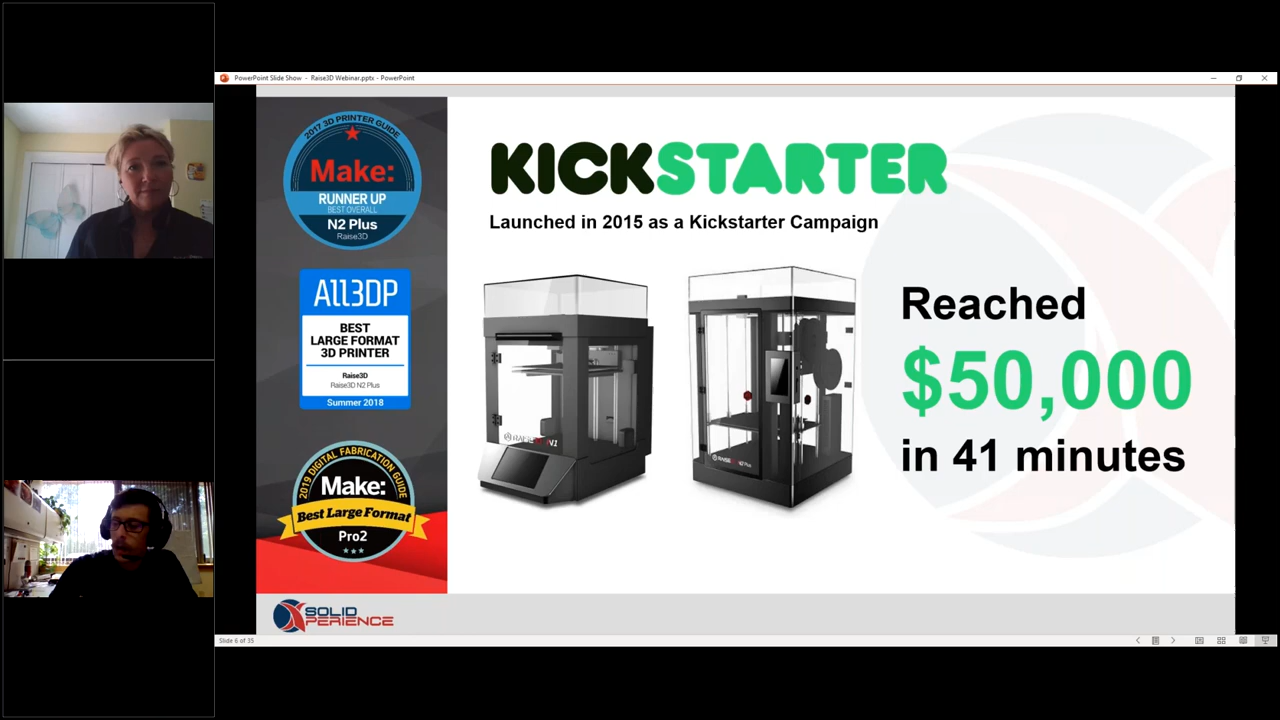 PowerPoint Slide Show - Raise3D Webinar.pptx - PowerPoint
2017 3D PRINTER GUIDE
Make:
RUNNER UP
BEST OVERALL
N2 Plus
Raise3D
ALL3DP
BEST
LARGE FORMAT
3D PRINTER
Raise3D
Raise3D N2 Plus
Summer 2018
2019 DIGITAL FABRICATION GUIDE
Make:
Best Large Format
Pro2
KICKSTARTER
Launched in 2015 as a Kickstarter Campaign
Reached
$50,000
in 41 minutes
SOLID
XPERIENCE
Slide 6 of 35